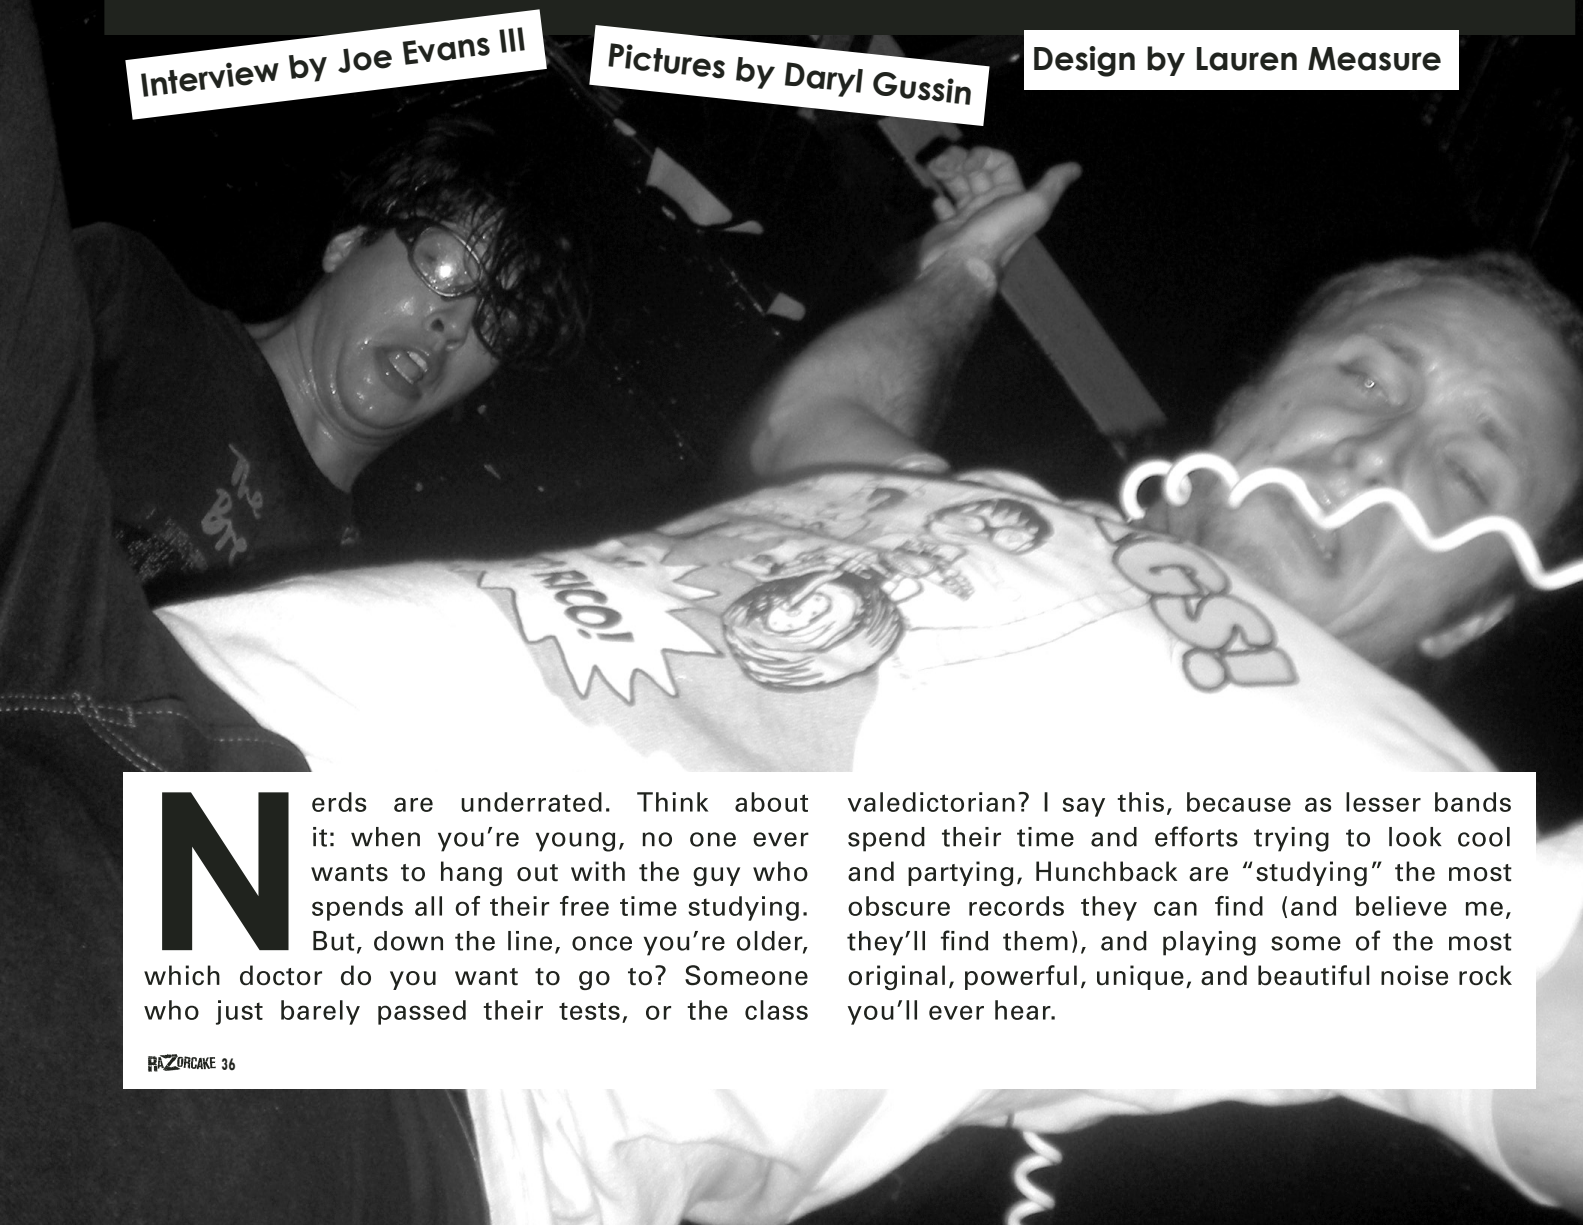 Interview by Joe Evans III
Pictures by Daryl Gussin
Design by Lauren Measure
The
RICO!
GS!
Nerds are underrated. Think about
it: when you’re young, no one ever
wants to hang out with the guy who
spends all of their free time studying.
But, down the line, once you’re older,
which doctor do you want to go to? Someone
who just barely passed their tests, or the class
valedictorian? I say this, because as lesser bands
spend their time and efforts trying to look cool
and partying, Hunchback are “studying” the most
obscure records they can find (and believe me,
they’ll find them), and playing some of the most
original, powerful, unique, and beautiful noise rock
you’ll ever hear.
RAZORCAKE 36